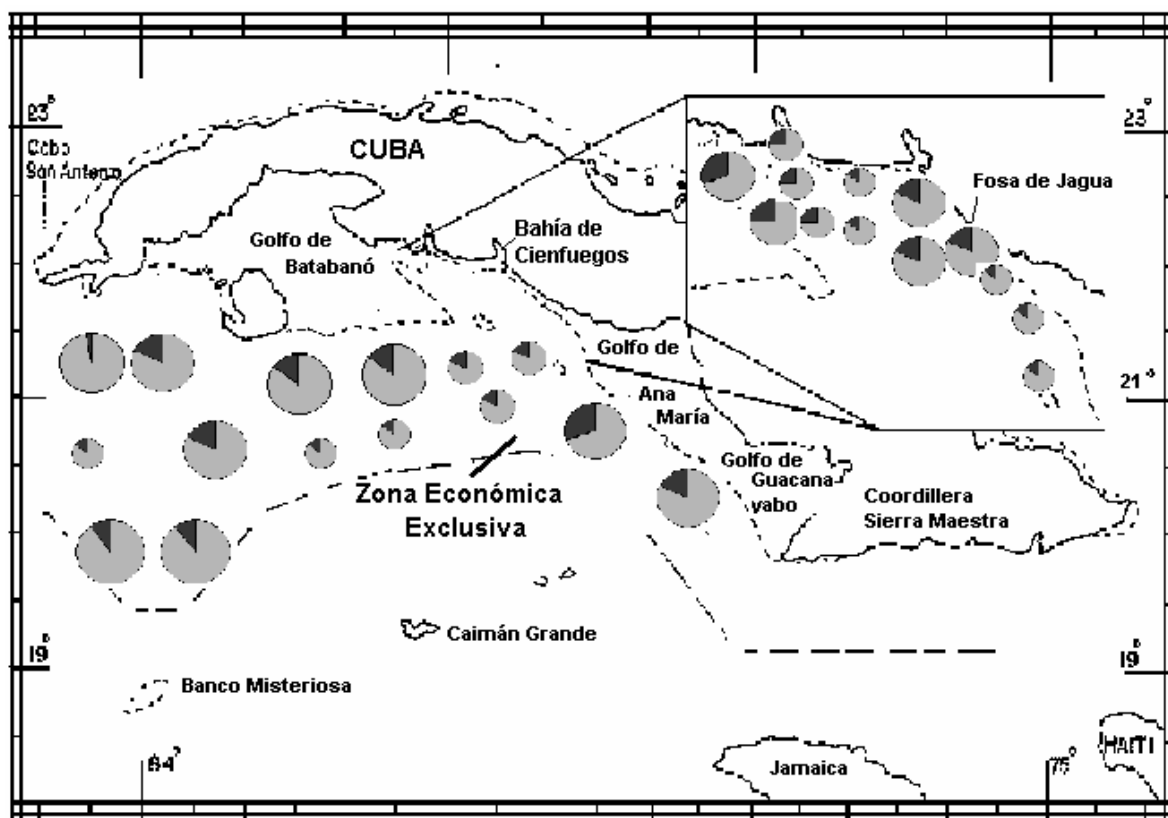 23°
23°
Cabo
San Antonio
CUBA
Fosa de Jagua
Golfo de
Batabanó
Bahía de
Cienfuegos
Golfo de
Ana
María
21°
Golfo de
Guacana
yabo
Coordillera
Sierra Maestra
Zona Económica
Exclusiva
Caimán Grande
19°
19°
Banco Misteriosa
84°
Jamaica
HAITI